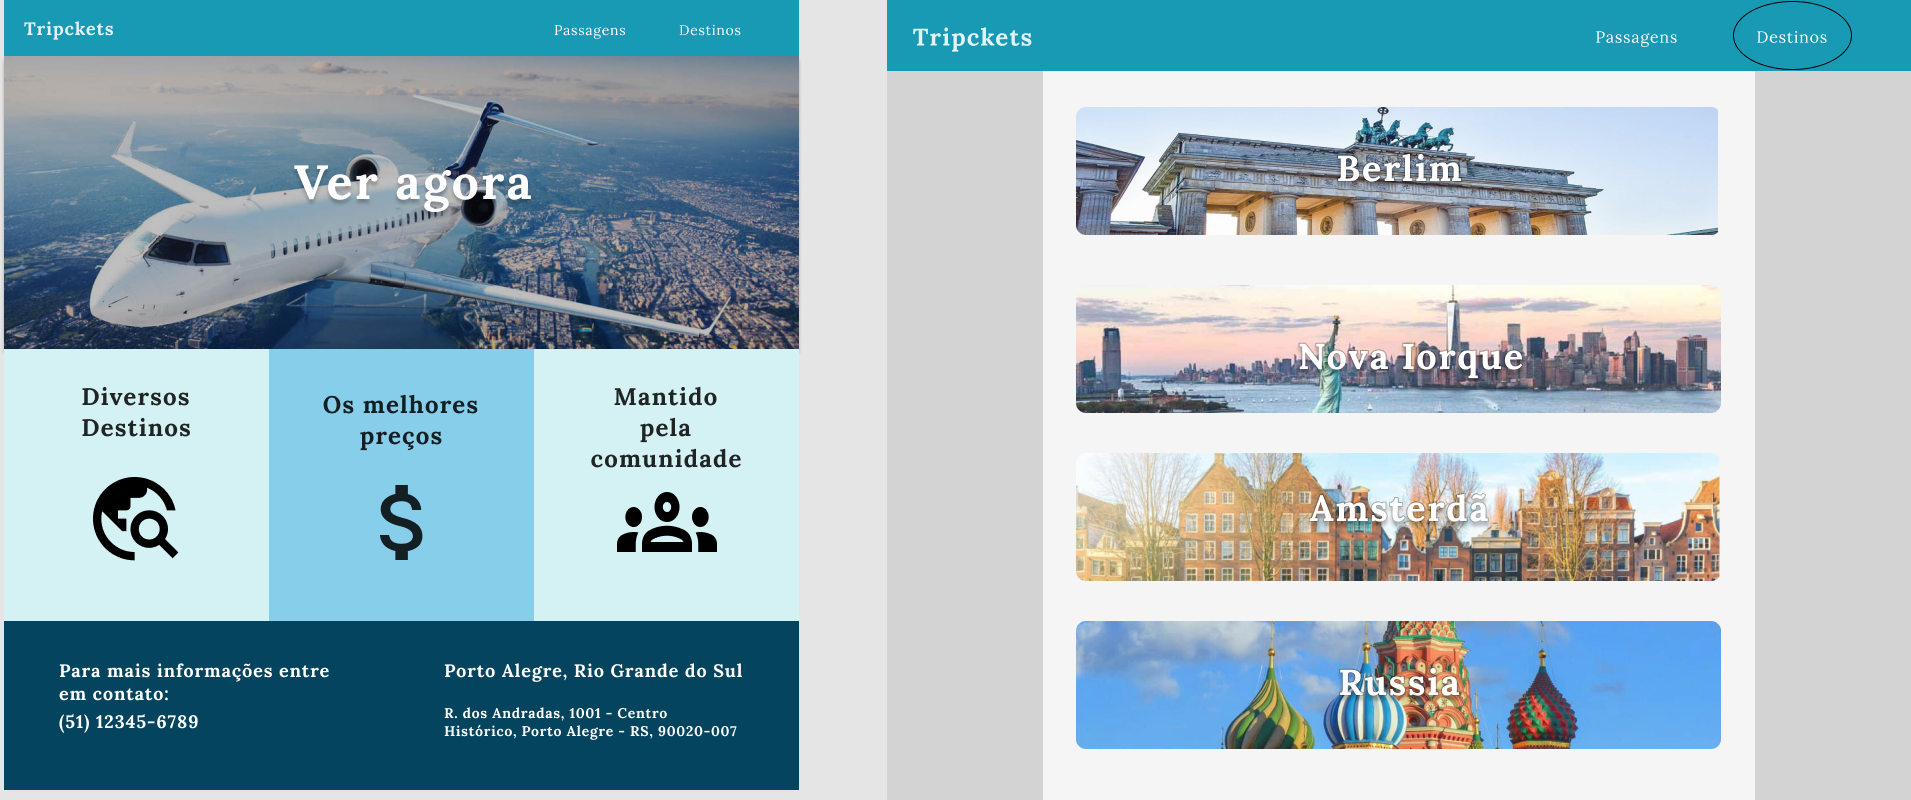 Tripckets
Passagens
Destinos
Ver agora
Diversos
Destinos
Os melhores
preços
Mantido
pela
comunidade
Para mais informações entre
em contato:
(51) 12345-6789
Porto Alegre, Rio Grande do Sul
R. dos Andradas, 1001 - Centro
Histórico, Porto Alegre - RS, 90020-007
Tripckets
Passagens
Destinos
Berlim
Nova Iorque
Amsterdã
Russia